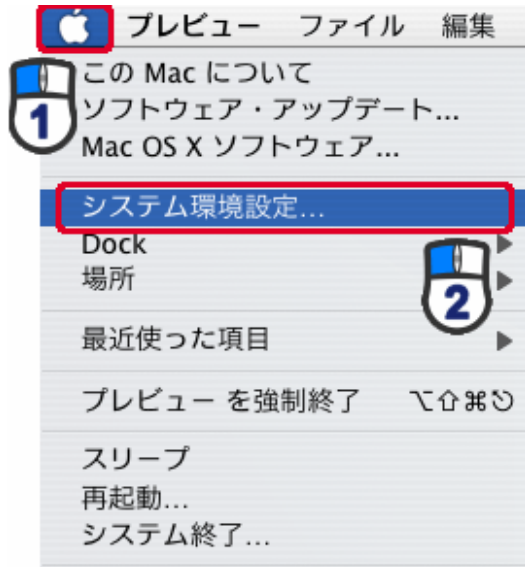 プレビュー ファイル 編集
この Mac について
1
ソフトウェア・アップデート...
Mac OS X ソフトウェア...
システム環境設定...
Dock
場所
2
最近使った項目
プレビュー を強制終了 ⌥⇧⌘⎋
スリープ
再起動...
システム終了...